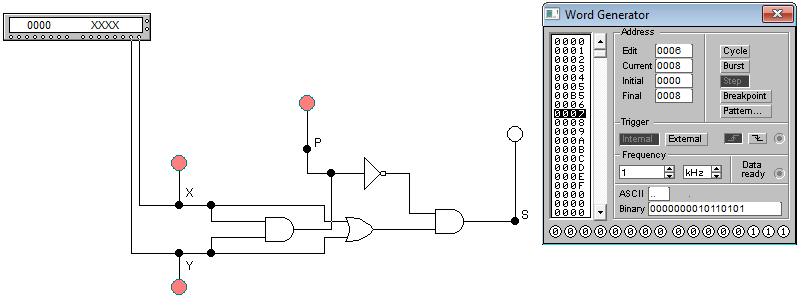 0000 XXXX
P
X
Y
S
Word Generator
0000
0001
0002
0003
0004
0005
00B5
0006
0007
0008
0009
000A
000B
000C
000D
000E
000F
0000
0000
0000
Address
Edit 0006
Current 0008
Initial 0000
Final 0008
Cycle
Burst
Step
Breakpoint
Pattern...
Trigger
Internal External
Frequency
1 kHz
Data
ready
ASCII ..
Binary 0000000010110101
0 0 0 0 0 0 0 0 0 0 0 0 0 1 1 1